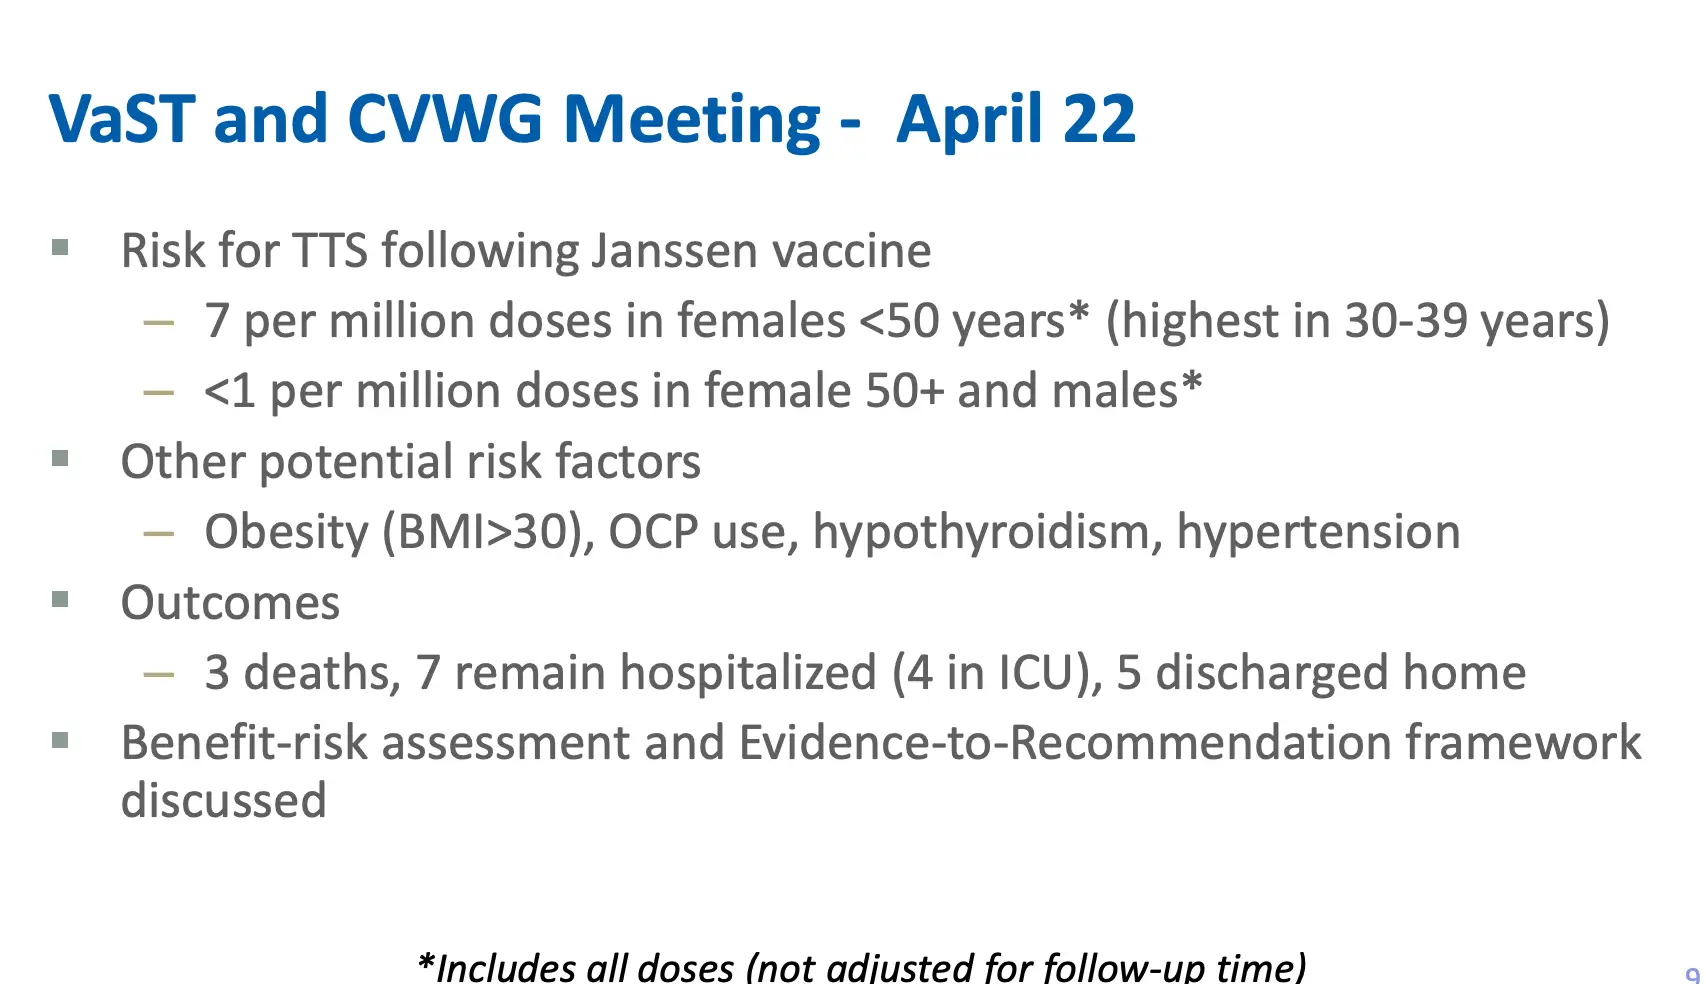 VaST and CVWG Meeting -  April 22
▪ Risk for TTS following Janssen vaccine
– 7 per million doses in females <50 years* (highest in 30-39 years)
– <1 per million doses in female 50+ and males*
▪ Other potential risk factors
– Obesity (BMI>30), OCP use, hypothyroidism, hypertension
▪ Outcomes
– 3 deaths, 7 remain hospitalized (4 in ICU), 5 discharged home
▪ Benefit-risk assessment and Evidence-to-Recommendation framework
discussed
*Includes all doses (not adjusted for follow-up time)
9